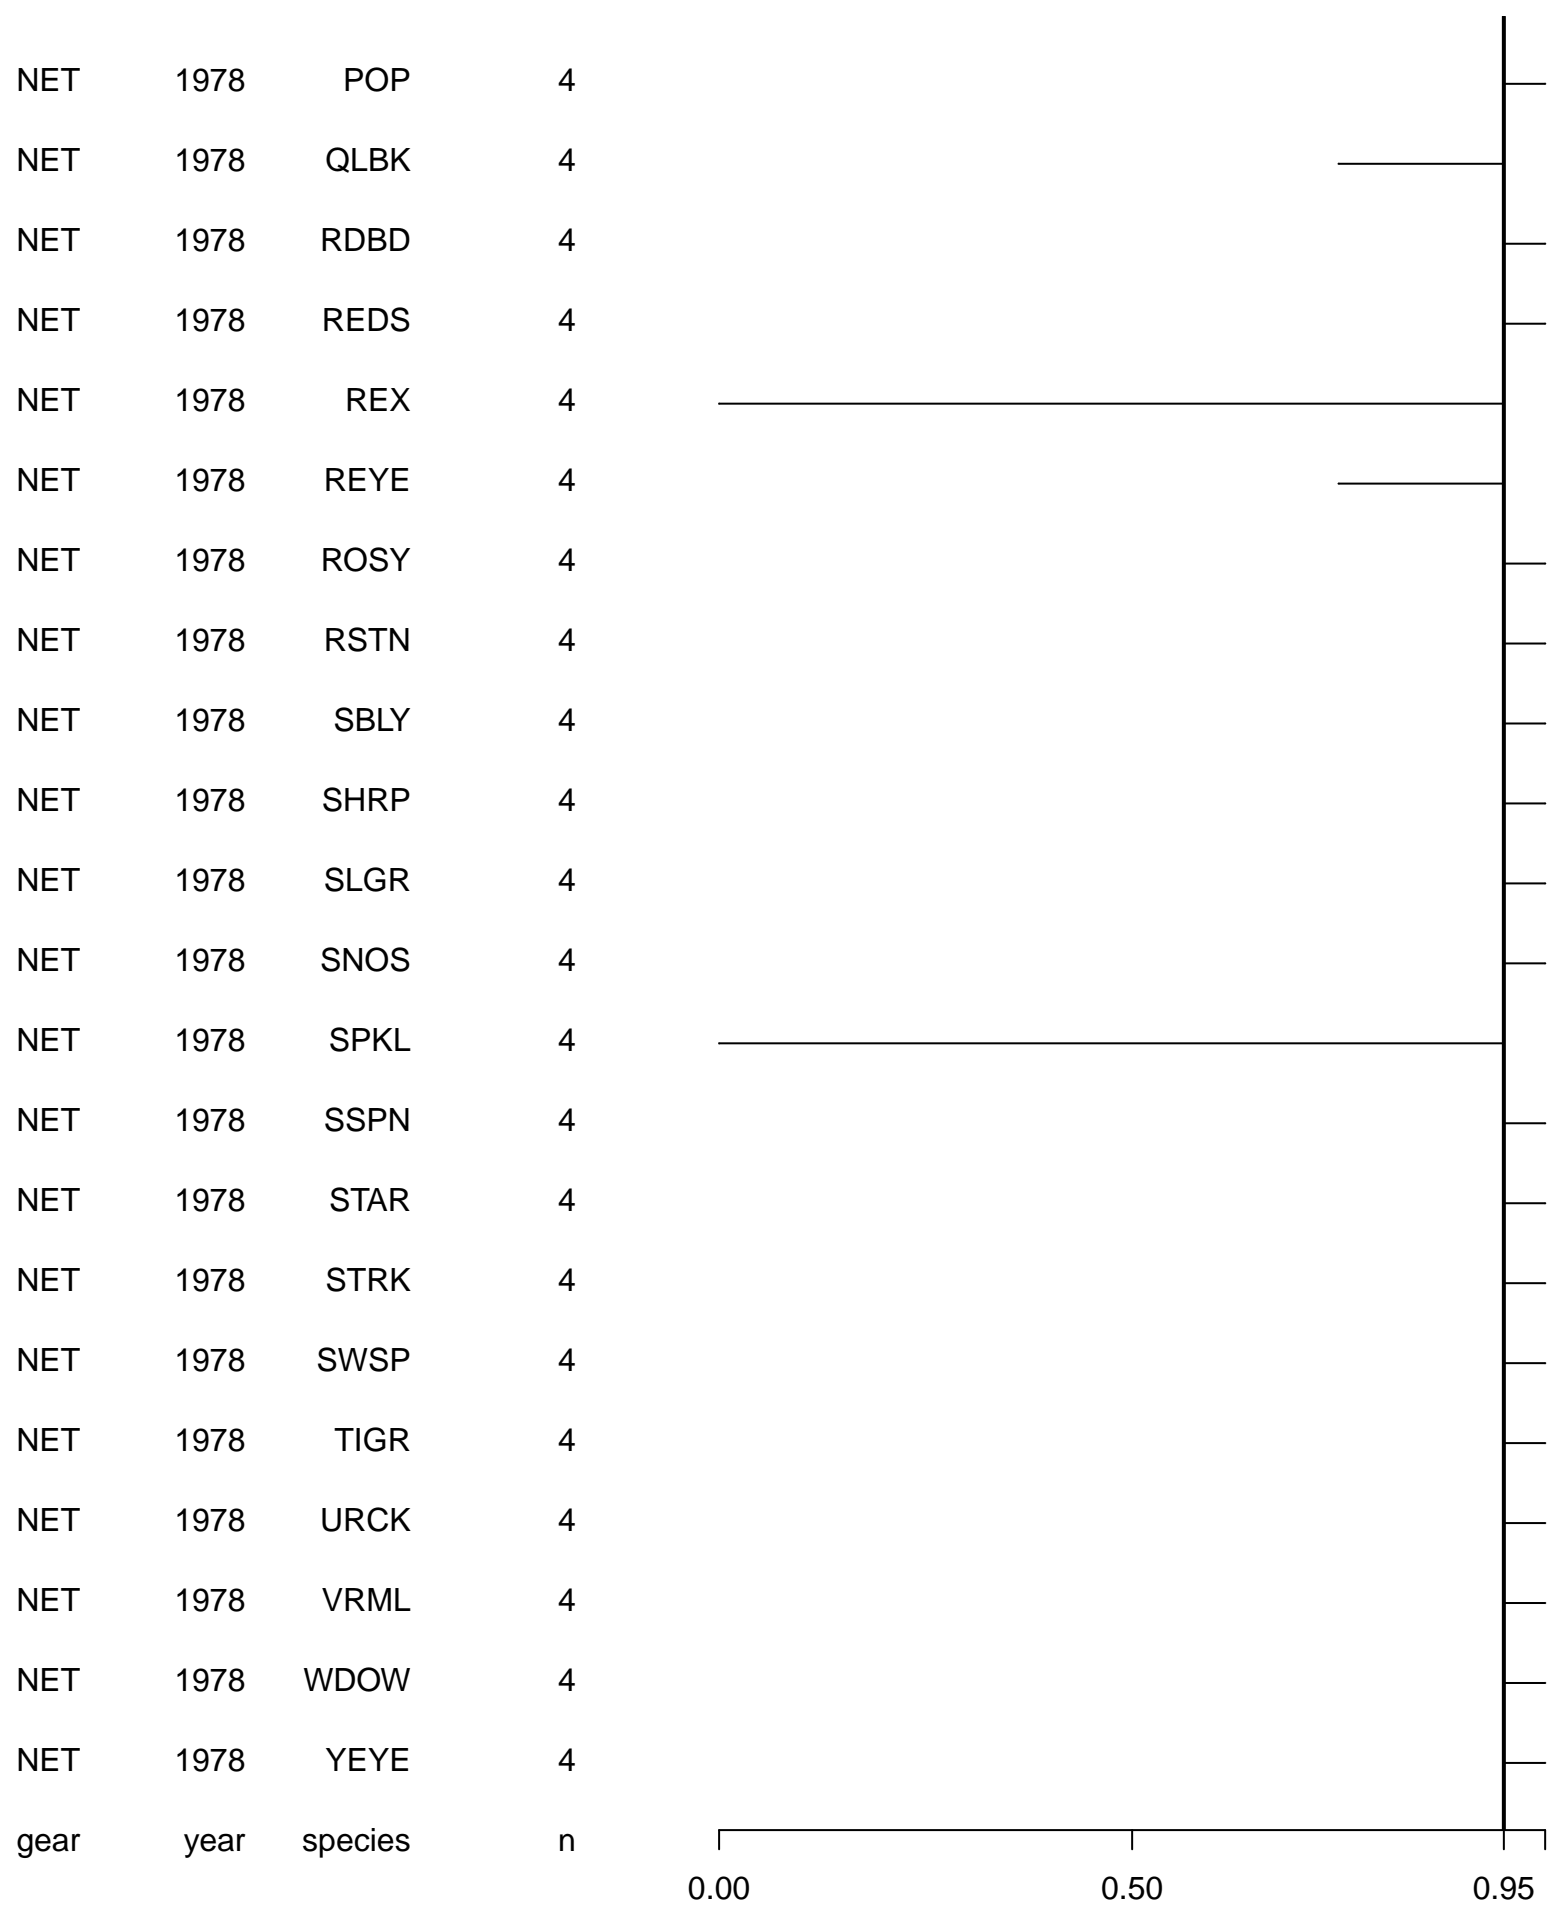 NET 1978 POP 4
NET 1978 QLBK 4
NET 1978 RDBD 4
NET 1978 REDS 4
NET 1978 REX 4
NET 1978 REYE 4
NET 1978 ROSY 4
NET 1978 RSTN 4
NET 1978 SBLY 4
NET 1978 SHRP 4
NET 1978 SLGR 4
NET 1978 SNOS 4
NET 1978 SPKL 4
NET 1978 SSPN 4
NET 1978 STAR 4
NET 1978 STRK 4
NET 1978 SWSP 4
NET 1978 TIGR 4
NET 1978 URCK 4
NET 1978 VRML 4
NET 1978 WDOW 4
NET 1978 YEYE 4
gear year species n
0.00 0.50 0.95